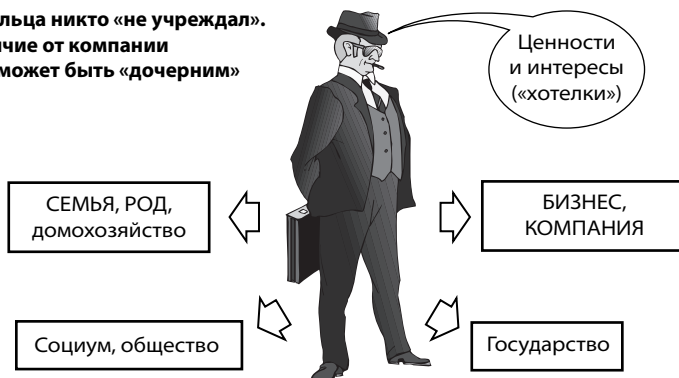 льца никто «не учреждал».
чие от компании
может быть «дочерним»
Ценности
и интересы
(«хотелки»)
СЕМЬЯ, РОД,
домохозяйство
БИЗНЕС,
КОМПАНИЯ
Социум, общество
Государство